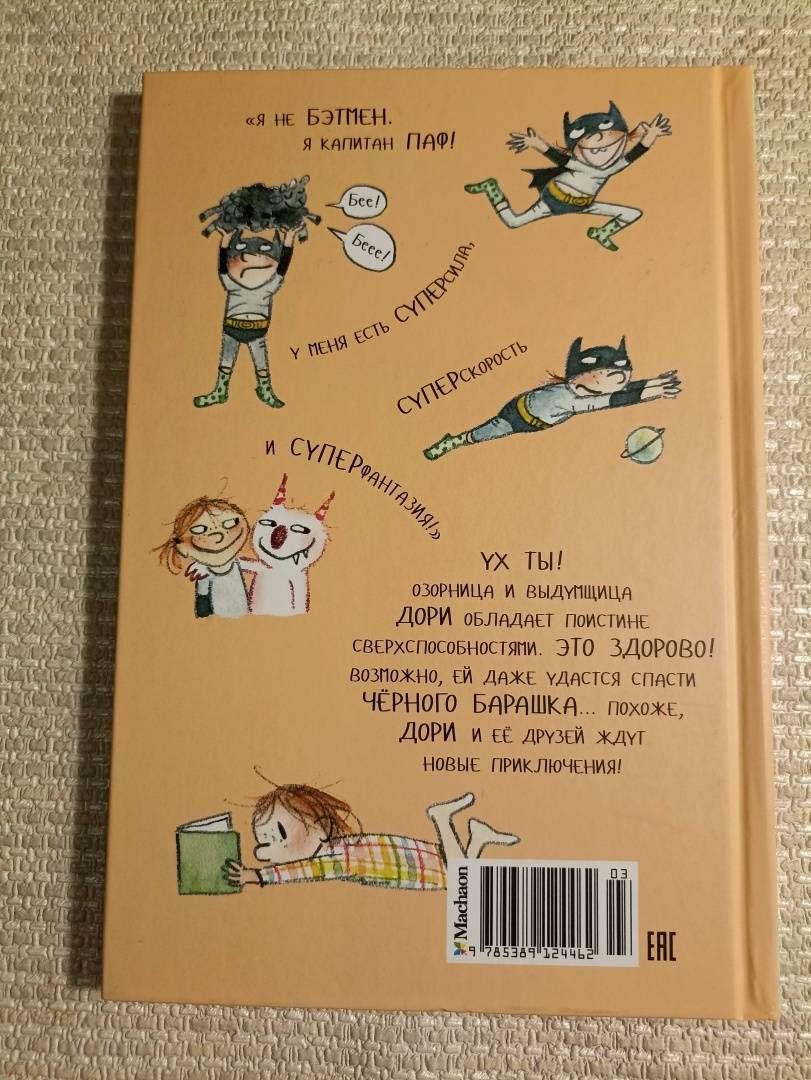 «Я НЕ БЭТМЕН.
Я КАПИТАН ПАФ!
Бее!
Беее!
У МЕНЯ ЕСТЬ СУПЕРСИЛА,
СУПЕРСКОРОСТЬ
И СУПЕРФАНТАЗИЯ!»
УХ ТЫ!
ОЗОРНИЦА И ВЫДУМЩИЦА
ДОРИ ОБЛАДАЕТ ПОИСТИНЕ
СВЕРХСПОСОБНОСТЯМИ. ЭТО ЗДОРОВО!
ВОЗМОЖНО, ЕЙ ДАЖЕ УДАСТСЯ СПАСТИ
ЧЁРНОГО БАРАШКА... ПОХОЖЕ,
ДОРИ И ЕЁ ДРУЗЕЙ ЖДУТ
НОВЫЕ ПРИКЛЮЧЕНИЯ!
Machaon
03
9 785389 124462
EAC